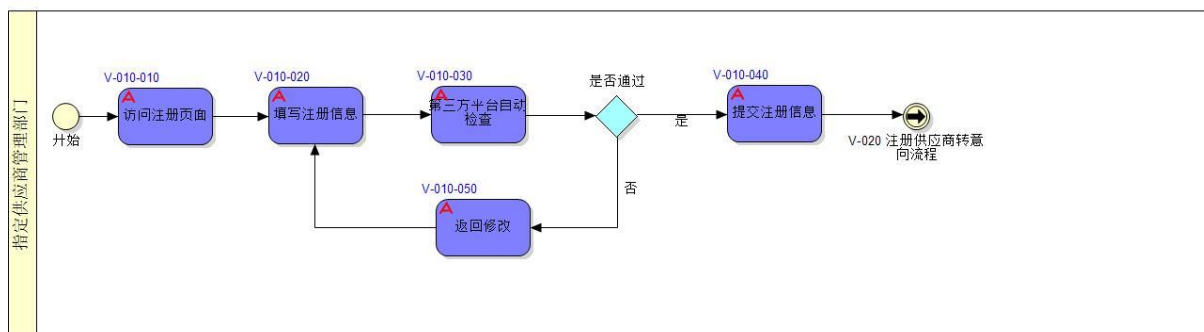 指定供应商管理部门
开始
V-010-010
访问注册页面
V-010-020
填写注册信息
V-010-030
第三方平台自动
检查
是否通过
是
否
V-010-040
提交注册信息
V-020 注册供应商转意
向流程
V-010-050
返回修改